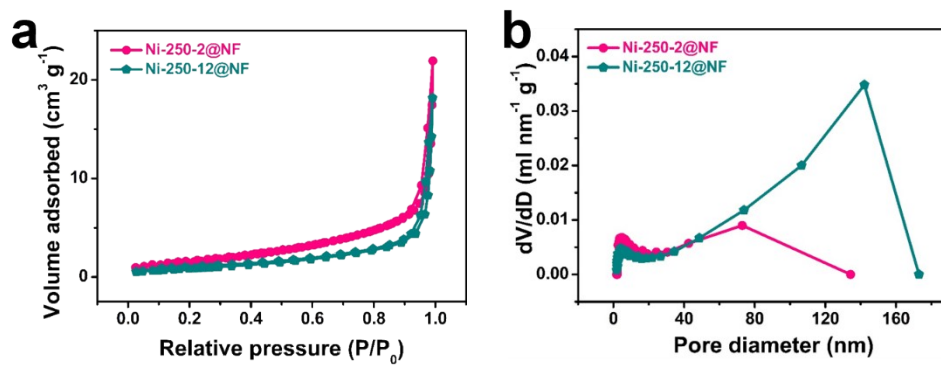 a
Ni-250-2@NF
Ni-250-12@NF
Volume adsorbed (cm³ g⁻¹)
20
10
0
0.0 0.2 0.4 0.6 0.8 1.0
Relative pressure (P/P₀)
b
Ni-250-2@NF
Ni-250-12@NF
dV/dD (ml nm⁻¹ g⁻¹)
0.04
0.03
0.02
0.01
0.00
0 40 80 120 160
Pore diameter (nm)